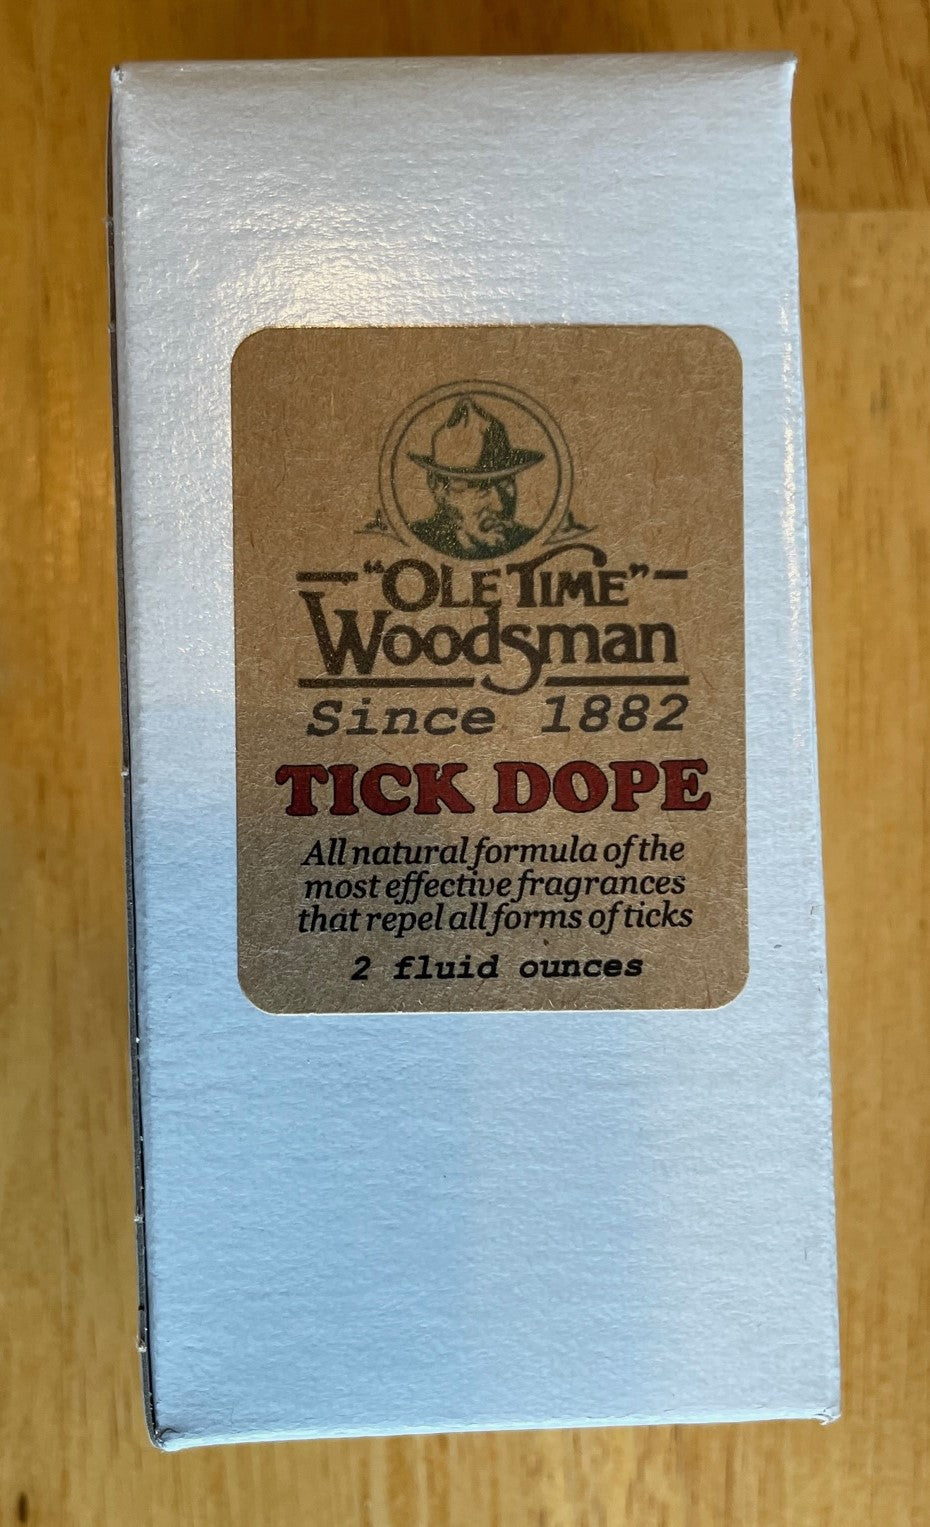 "OLE TIME"
Woodsman
Since 1882
TICK DOPE
All natural formula of the
most effective fragrances
that repel all forms of ticks
2 fluid ounces